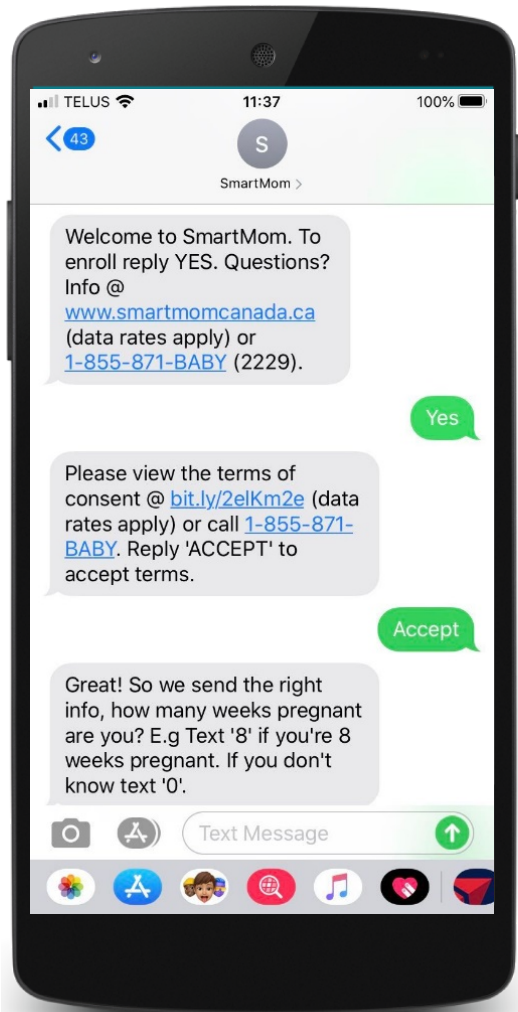 TELUS 11:37 100%
43
S
SmartMom >
Welcome to SmartMom. To
enroll reply YES. Questions?
Info @
www.smartmomcanada.ca
(data rates apply) or
1-855-871-BABY (2229).
Yes
Please view the terms of
consent @ bit.ly/2elKm2e (data
rates apply) or call 1-855-871-
BABY. Reply 'ACCEPT' to
accept terms.
Accept
Great! So we send the right
info, how many weeks pregnant
are you? E.g Text '8' if you're 8
weeks pregnant. If you don't
know text '0'.
Text Message